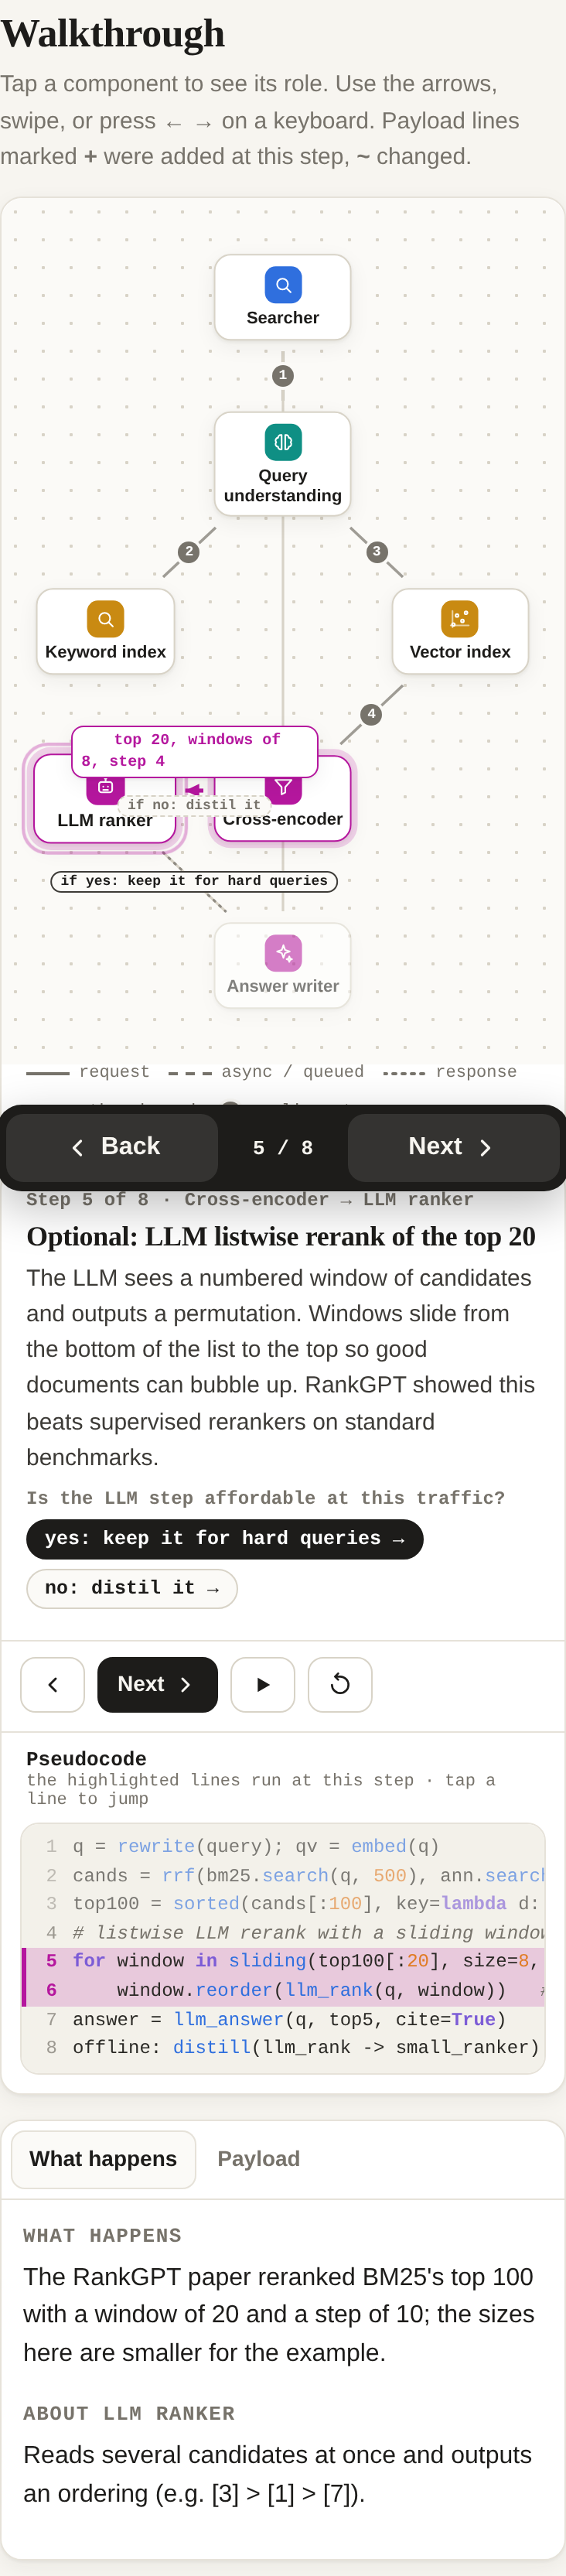 Walkthrough
Tap a component to see its role. Use the arrows,
swipe, or press ← → on a keyboard. Payload lines
marked + were added at this step, ~ changed.
Searcher
1
Query
understanding
2
3
Keyword index
Vector index
4
top 20, windows of
8, step 4
if no: distil it
LLM ranker
Cross-encoder
if yes: keep it for hard queries
Answer writer
request
async / queued
response
Back
5 / 8
Next
Step 5 of 8 · Cross-encoder → LLM ranker
Optional: LLM listwise rerank of the top 20
The LLM sees a numbered window of candidates
and outputs a permutation. Windows slide from
the bottom of the list to the top so good
documents can bubble up. RankGPT showed this
beats supervised rerankers on standard
benchmarks.
Is the LLM step affordable at this traffic?
yes: keep it for hard queries →
no: distil it →
Next
Pseudocode
the highlighted lines run at this step · tap a
line to jump
1 q = rewrite(query); qv = embed(q)
2 cands = rrf(bm25.search(q, 500), ann.search
3 top100 = sorted(cands[:100], key=lambda d:
4 # listwise LLM rerank with a sliding window
5 for window in sliding(top100[:20], size=8,
6 window.reorder(llm_rank(q, window)) #
7 answer = llm_answer(q, top5, cite=True)
8 offline: distill(llm_rank -> small_ranker)
What happens
Payload
WHAT HAPPENS
The RankGPT paper reranked BM25's top 100
with a window of 20 and a step of 10; the sizes
here are smaller for the example.
ABOUT LLM RANKER
Reads several candidates at once and outputs
an ordering (e.g. [3] > [1] > [7]).